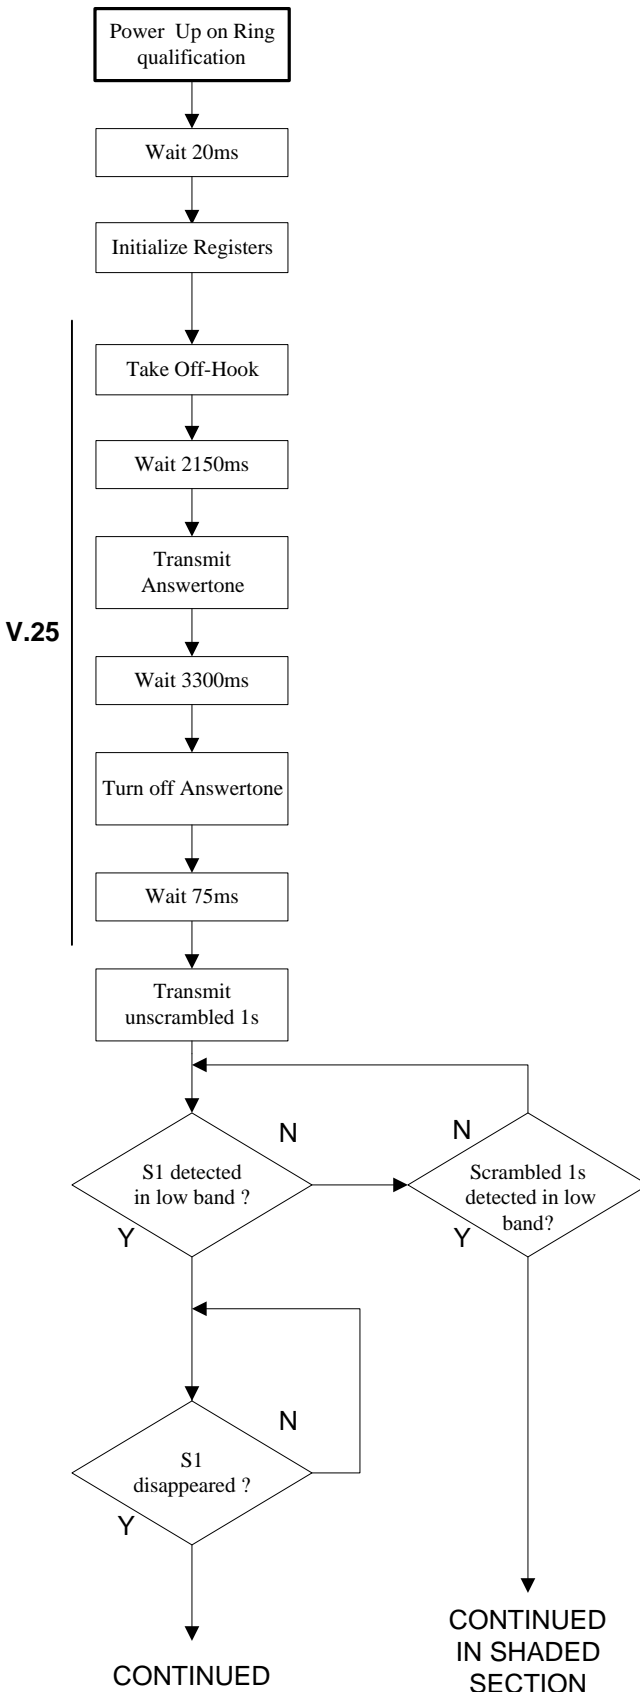 Power Up on Ring
qualification
Wait 20ms
Initialize Registers
Take Off-Hook
Wait 2150ms
Transmit
Answertone
V.25
Wait 3300ms
Turn off Answertone
Wait 75ms
Transmit
unscrambled 1s
S1 detected
in low band ?
N
Y
Scrambled 1s
detected in low
band?
N
Y
S1
disappeared ?
N
Y
CONTINUED
CONTINUED
IN SHADED
SECTION